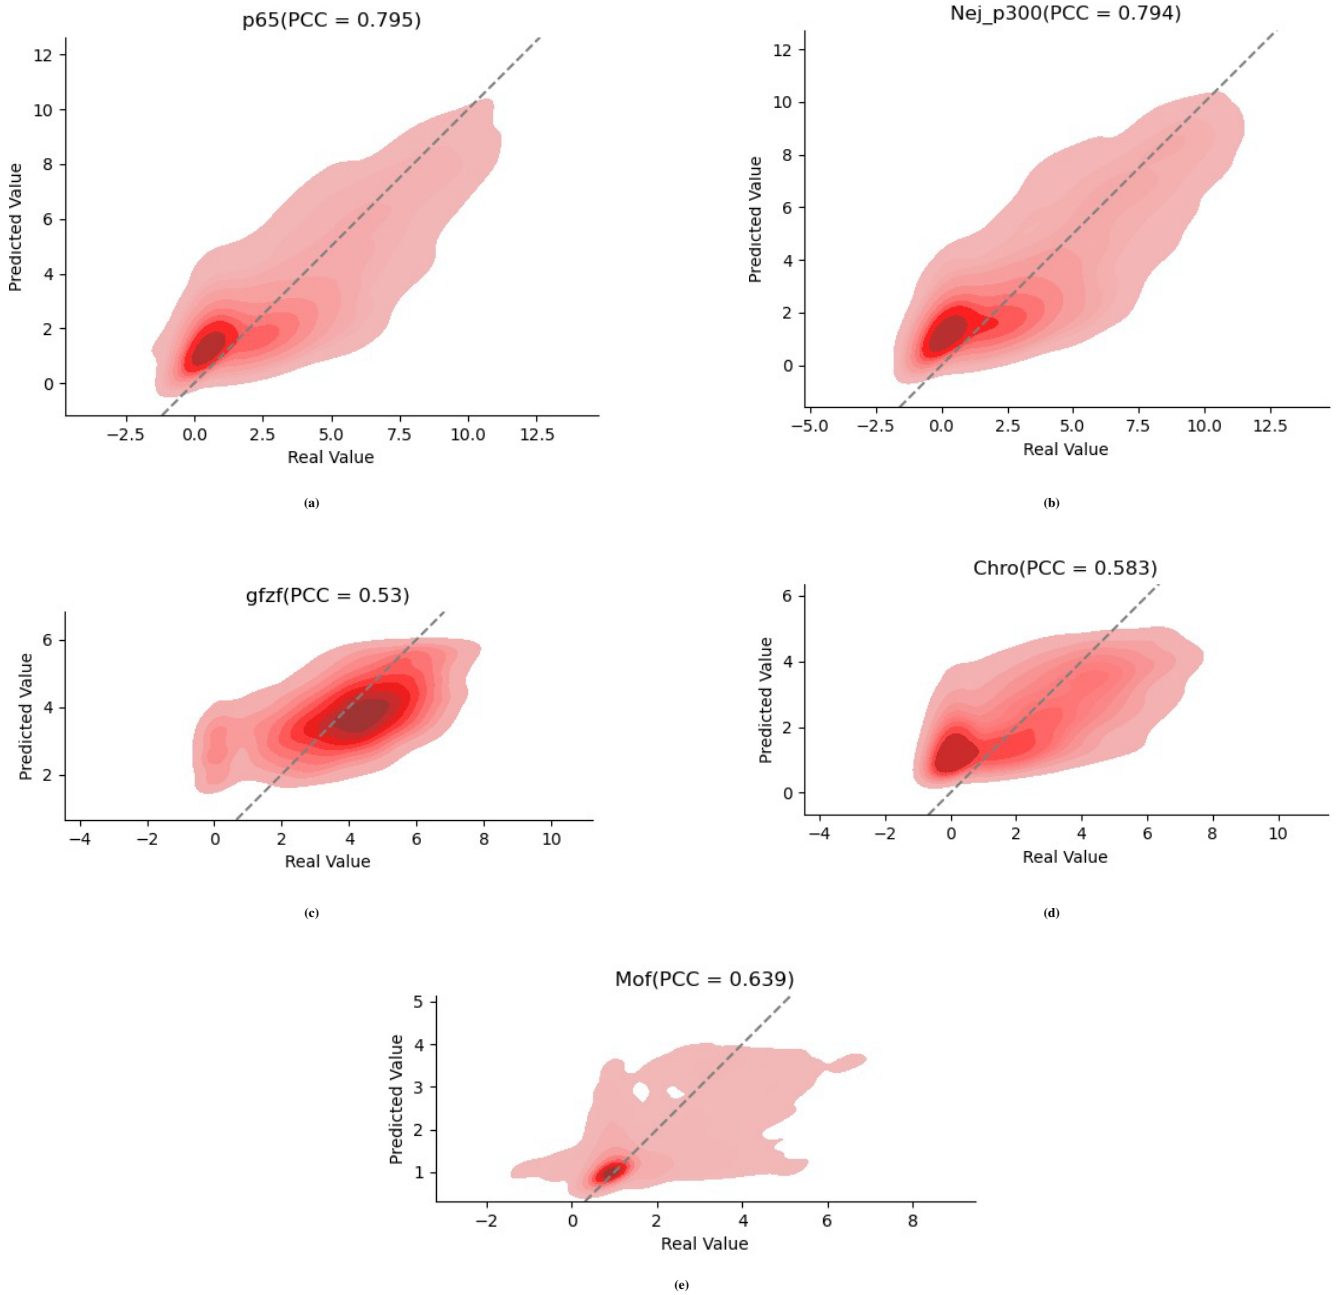 p65(PCC = 0.795)
12
10
8
6
4
2
0
Predicted Value
−2.5 0.0 2.5 5.0 7.5 10.0 12.5
Real Value
(a)
Nej_p300(PCC = 0.794)
12
10
8
6
4
2
0
Predicted Value
−5.0 −2.5 0.0 2.5 5.0 7.5 10.0 12.5
Real Value
(b)
gfzf(PCC = 0.53)
6
4
2
Predicted Value
−4 −2 0 2 4 6 8 10
Real Value
(c)
Chro(PCC = 0.583)
6
4
2
0
Predicted Value
−4 −2 0 2 4 6 8 10
Real Value
(d)
Mof(PCC = 0.639)
5
4
3
2
1
Predicted Value
−2 0 2 4 6 8
Real Value
(e)